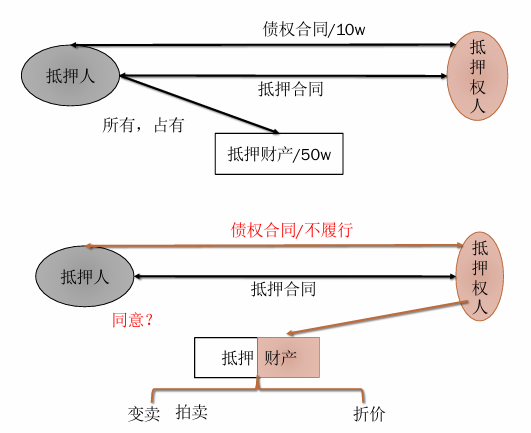 债权合同/10w
抵押人
抵押权人
抵押合同
所有，占有
抵押财产/50w
债权合同/不履行
抵押人
抵押权人
抵押合同
同意？
抵押 财产
变卖 拍卖 折价